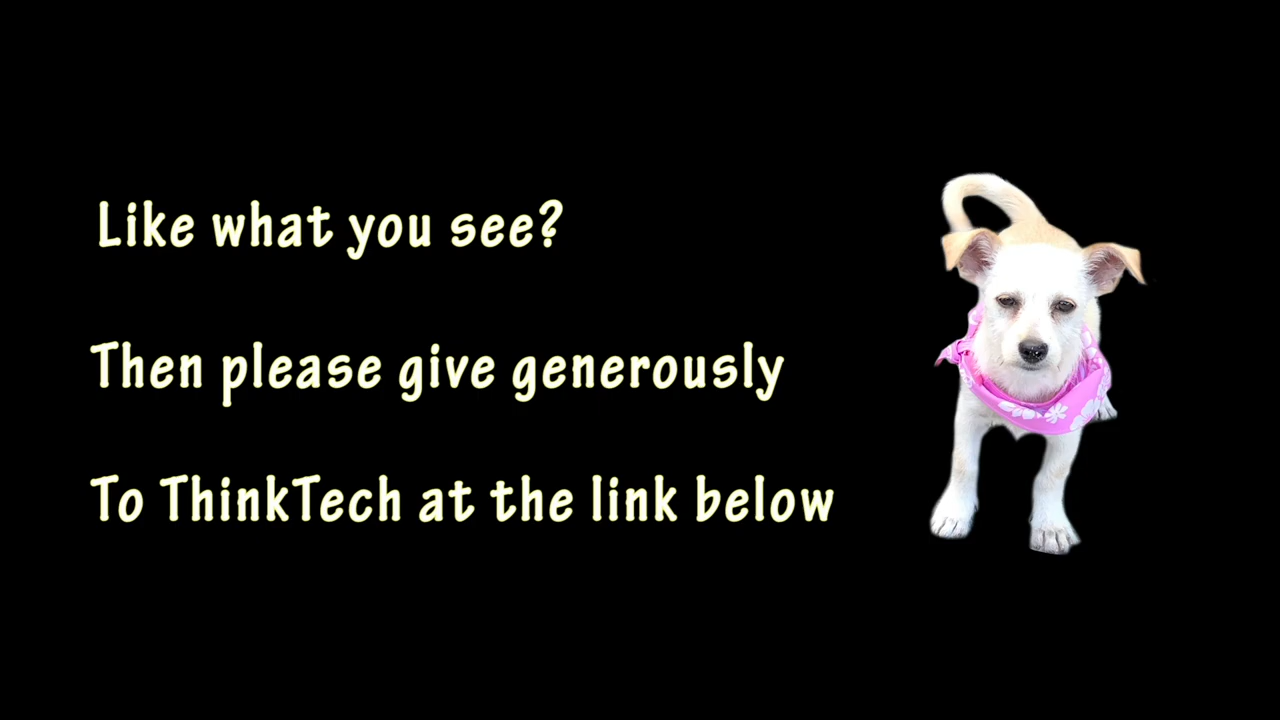 Like what you see?
Then please give generously
To ThinkTech at the link below